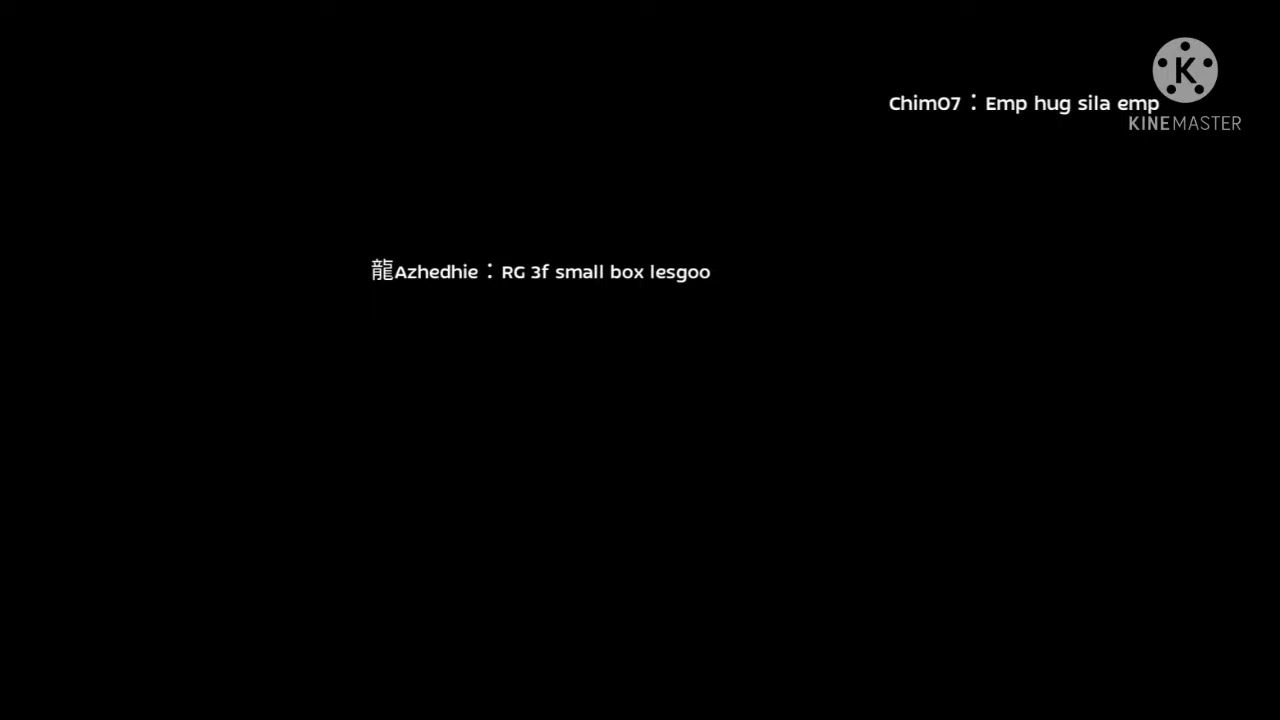 Chim07：Emp hug sila emp
K
KINEMASTER
龍Azhedhie：RG 3f small box lesgoo